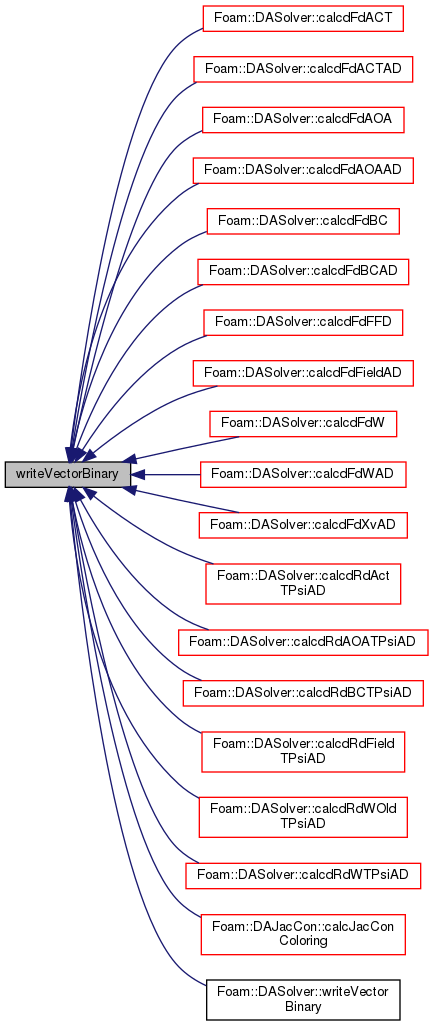 Foam::DASolver::calcdFdACT
Foam::DASolver::calcdFdACTAD
Foam::DASolver::calcdFdAOA
Foam::DASolver::calcdFdAOAAD
Foam::DASolver::calcdFdBC
Foam::DASolver::calcdFdBCAD
Foam::DASolver::calcdFdFFD
Foam::DASolver::calcdFdFieldAD
Foam::DASolver::calcdFdW
writeVectorBinary
Foam::DASolver::calcdFdWAD
Foam::DASolver::calcdFdXvAD
Foam::DASolver::calcdRdAct
TPsiAD
Foam::DASolver::calcdRdAOATPsiAD
Foam::DASolver::calcdRdBCTPsiAD
Foam::DASolver::calcdRdField
TPsiAD
Foam::DASolver::calcdRdWOld
TPsiAD
Foam::DASolver::calcdRdWTPsiAD
Foam::DAJacCon::calcJacCon
Coloring
Foam::DASolver::writeVector
Binary